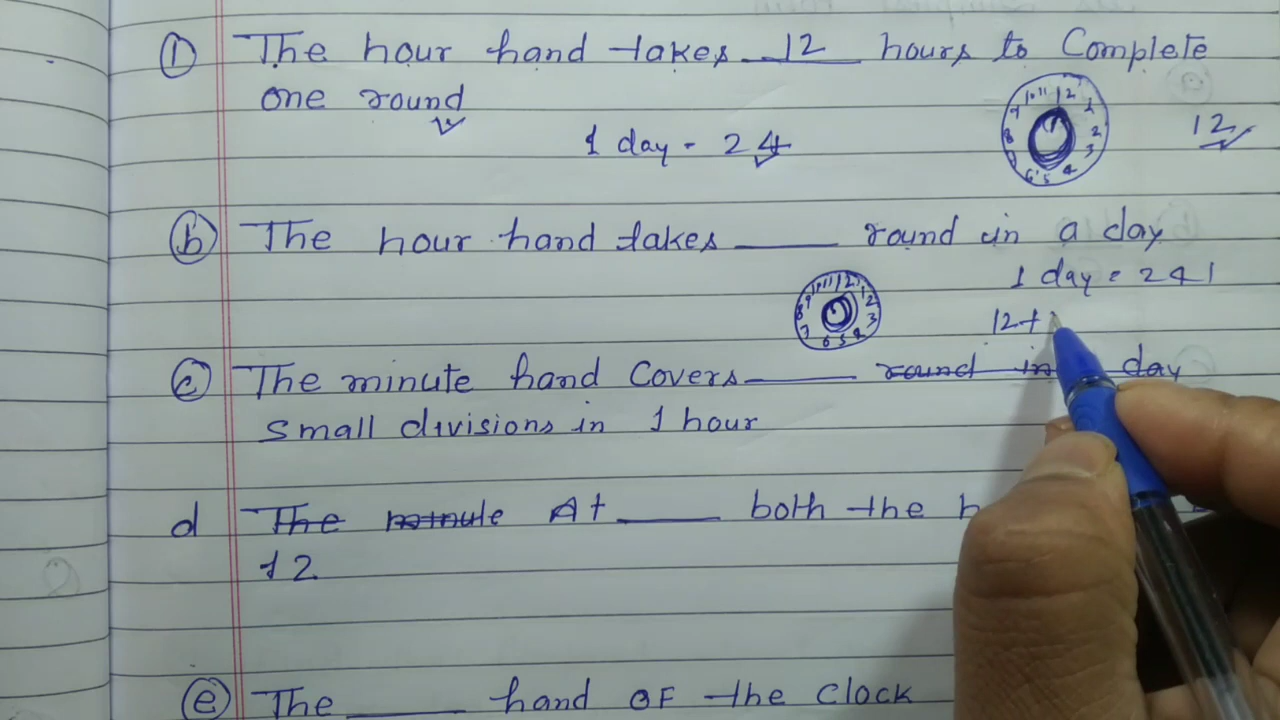 ① The hour hand takes 12 hours to Complete
one round
1 day - 24
12
ⓑ The hour hand takes ____ round in a day
1 day = 24
12+
ⓒ The minute hand Covers ____ round in day
Small divisions in 1 hour
d The minute At ____ both the h
12
ⓔ The ____ hand OF the Clock